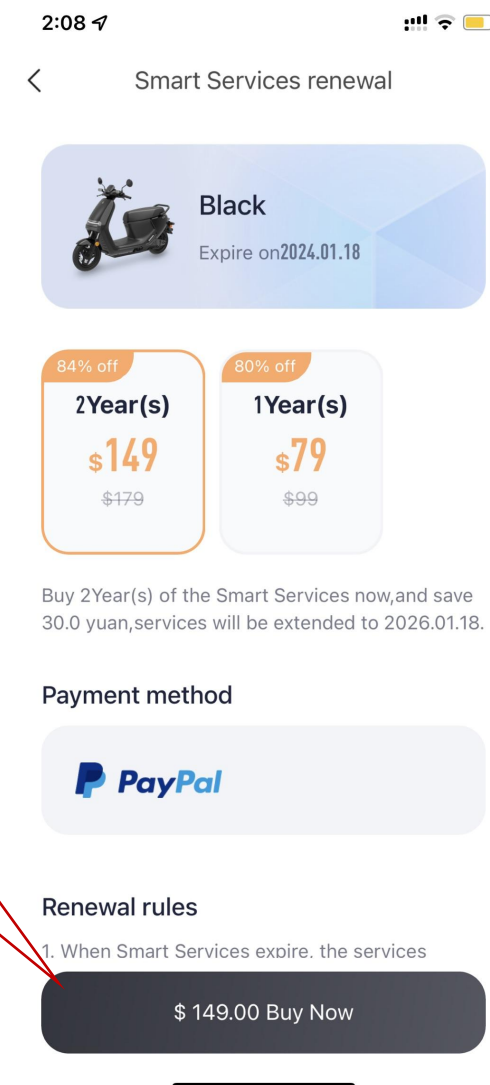 2:08
Smart Services renewal
Black
Expire on2024.01.18
84% off
2Year(s)
$149
$179
80% off
1Year(s)
$79
$99
Buy 2Year(s) of the Smart Services now,and save
30.0 yuan,services will be extended to 2026.01.18.
Payment method
PayPal
Renewal rules
1. When Smart Services expire, the services
$ 149.00 Buy Now